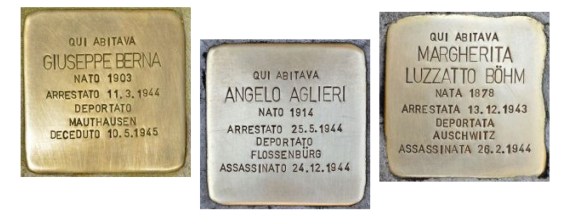 QUI ABITAVA
GIUSEPPE BERNA
NATO 1903
ARRESTATO 11.3.1944
DEPORTATO
MAUTHAUSEN
DECEDUTO 10.5.1945
QUI ABITAVA
ANGELO AGLIERI
NATO 1914
ARRESTATO 25.5.1944
DEPORTATO
FLOSSENBÜRG
ASSASSINATO 24.12.1944
QUI ABITAVA
MARGHERITA
LUZZATTO BÖHM
NATA 1878
ARRESTATA 13.12.1943
DEPORTATA
AUSCHWITZ
ASSASSINATA 26.2.1944